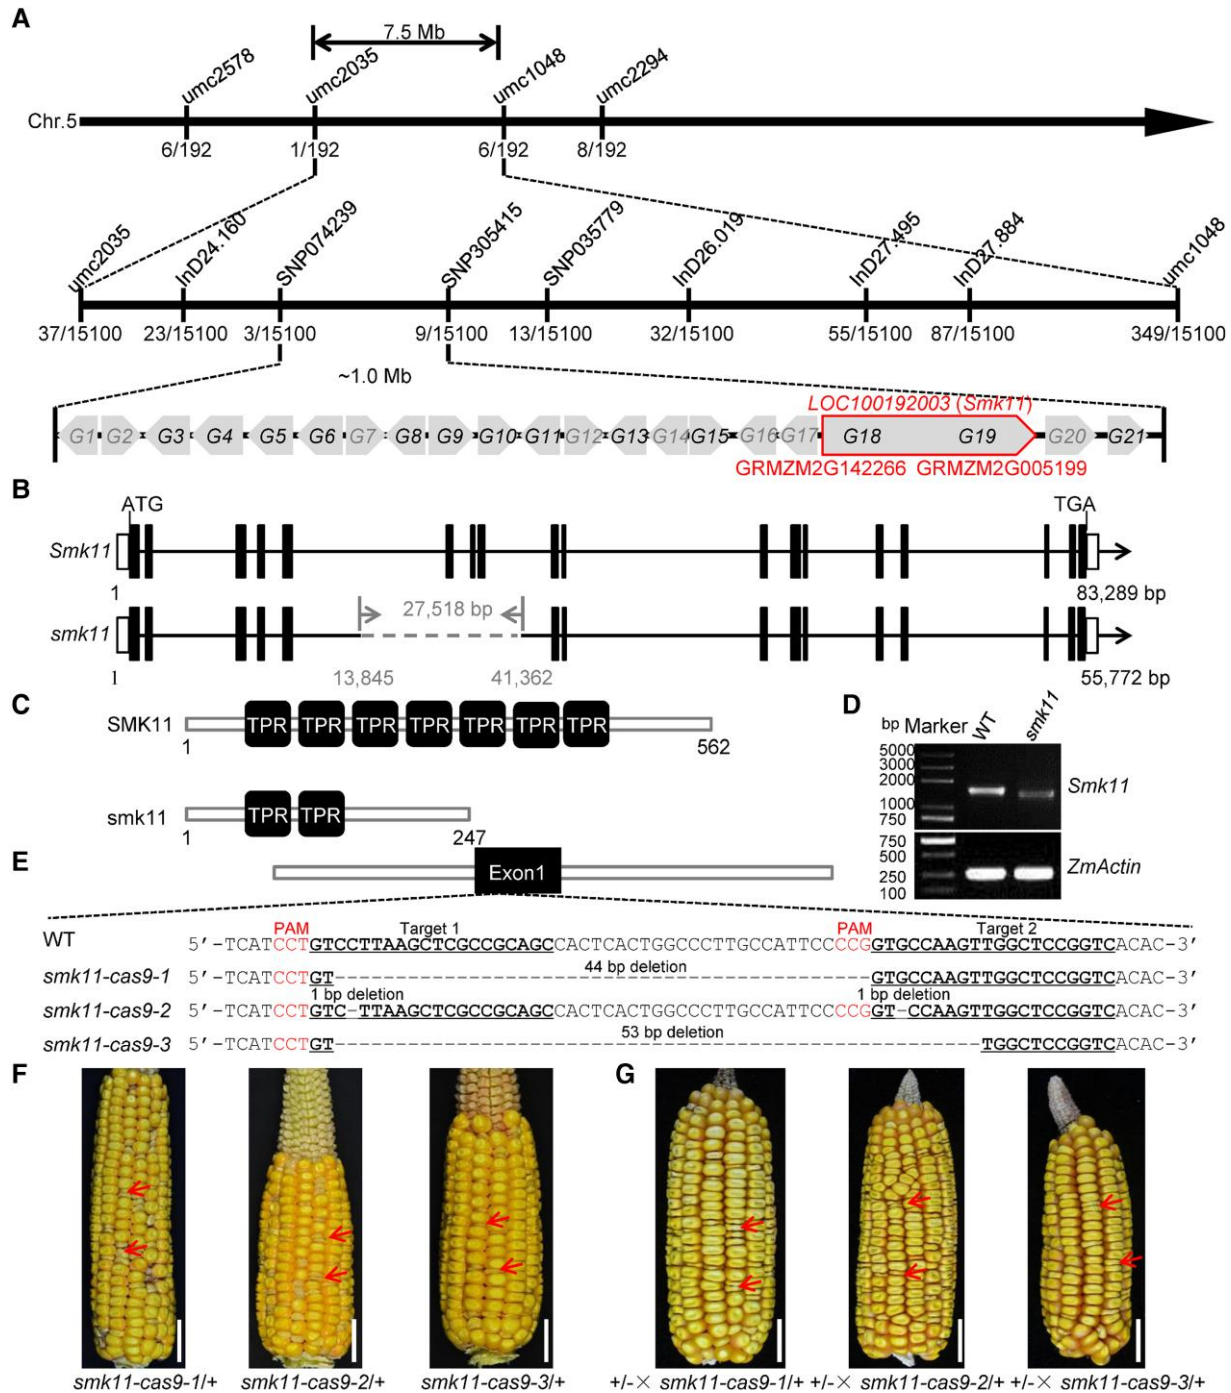 A
7.5 Mb
umc2578 umc2035 umc1048 umc2294
Chr.5
6/192 1/192 6/192 8/192
umc2035 InD24.160 SNP074239 SNP305415 SNP035779 InD26.019 InD27.495 InD27.884 umc1048
37/15100 23/15100 3/15100 9/15100 13/15100 32/15100 55/15100 87/15100 349/15100
~1.0 Mb
LOC100192003 (Smk11)
G1 G2 G3 G4 G5 G6 G7 G8 G9 G10 G11 G12 G13 G14 G15 G16 G17 G18 G19 G20 G21
GRMZM2G142266 GRMZM2G005199
B
ATG TGA
Smk11
1 83,289 bp
27,518 bp
smk11
1 13,845 41,362 55,772 bp
C
SMK11 TPR TPR TPR TPR TPR TPR TPR
1 562
smk11 TPR TPR
1 247
D
bp Marker WT smk11
5000
3000
2000
1000
750
Smk11
750
500
250
100
ZmActin
E
Exon1
PAM Target 1 PAM Target 2
WT 5′-TCATCCTGTCCTTAAGCTCGCCGCAGCCACTCACTGGCCCTTGCCATTCCCCGGTGCCAAGTTGGCTCCGGTCACAC-3′
44 bp deletion
smk11-cas9-1 5′-TCATCCTGT--------------------------------------------GTGCCAAGTTGGCTCCGGTCACAC-3′
1 bp deletion 1 bp deletion
smk11-cas9-2 5′-TCATCCTGTC-TTAAGCTCGCCGCAGCCACTCACTGGCCCTTGCCATTCCCCGGT-CCAAGTTGGCTCCGGTCACAC-3′
53 bp deletion
smk11-cas9-3 5′-TCATCCTGT-----------------------------------------------------TGGCTCCGGTCACAC-3′
F
smk11-cas9-1/+ smk11-cas9-2/+ smk11-cas9-3/+
G
+/-× smk11-cas9-1/+ +/-× smk11-cas9-2/+ +/-× smk11-cas9-3/+